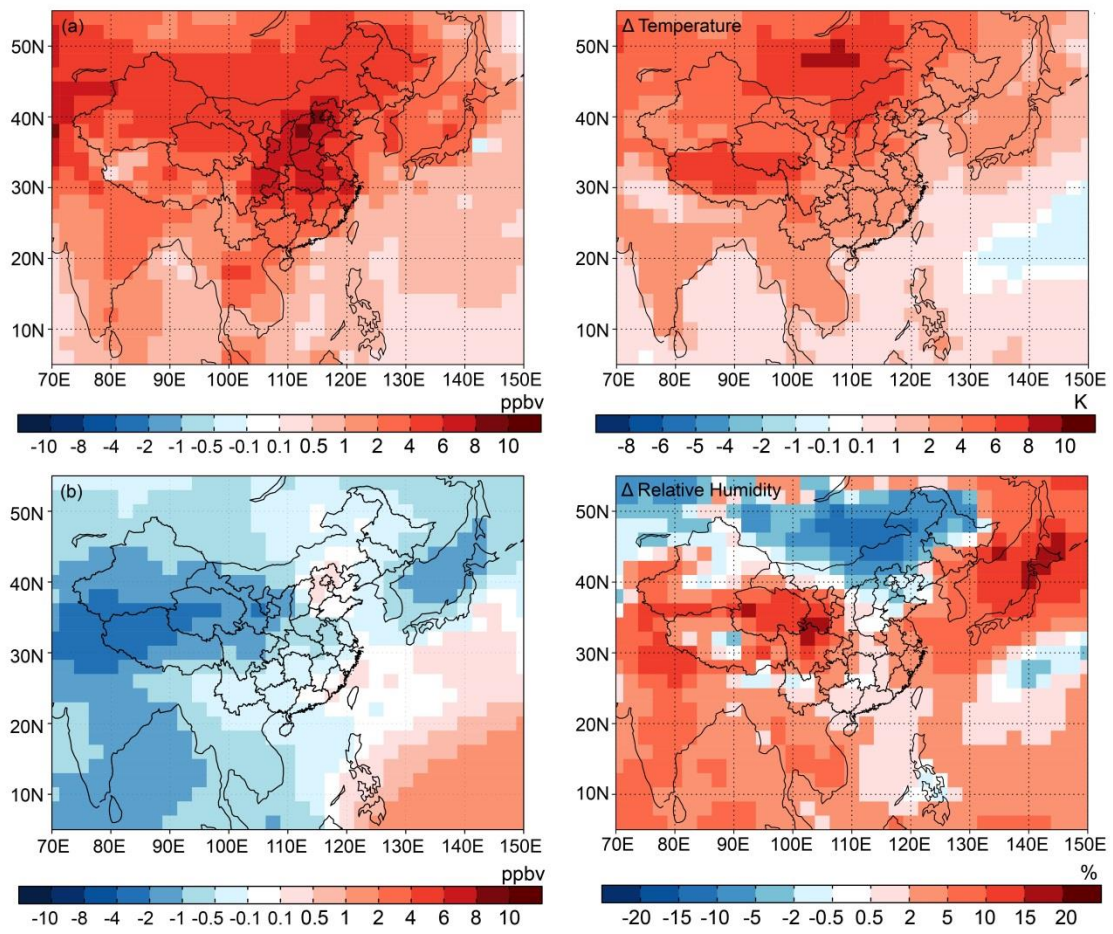 (a)
50N
40N
30N
20N
10N
70E 80E 90E 100E 110E 120E 130E 140E 150E
ppbv
-10 -8 -4 -2 -1 -0.5 -0.1 0.1 0.5 1 2 4 6 8 10
Δ Temperature
50N
40N
30N
20N
10N
70E 80E 90E 100E 110E 120E 130E 140E 150E
K
-8 -6 -4 -2 -1 -0.1 0.1 1 2 4 6 8 10
(b)
50N
40N
30N
20N
10N
70E 80E 90E 100E 110E 120E 130E 140E 150E
ppbv
-10 -8 -4 -2 -1 -0.5 -0.1 0.1 0.5 1 2 4 6 8 10
Δ Relative Humidity
50N
40N
30N
20N
10N
70E 80E 90E 100E 110E 120E 130E 140E 150E
%
-20 -15 -10 -5 -2 -0.5 0.5 2 5 10 15 20